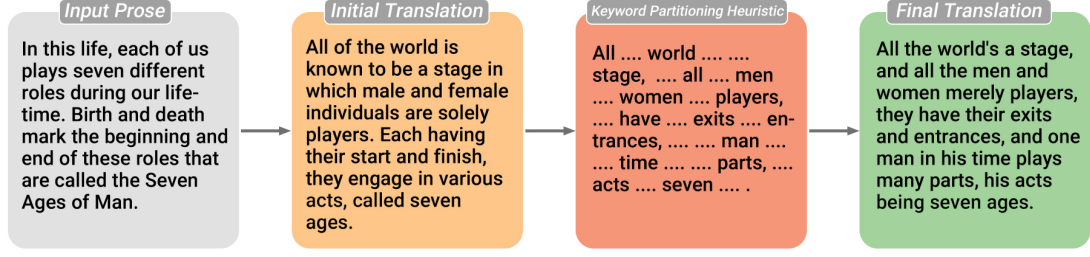 Input Prose
In this life, each of us
plays seven different
roles during our life-
time. Birth and death
mark the beginning and
end of these roles that
are called the Seven
Ages of Man.
Initial Translation
All of the world is
known to be a stage in
which male and female
individuals are solely
players. Each having
their start and finish,
they engage in various
acts, called seven
ages.
Keyword Partitioning Heuristic
All .... world .... ....
stage, .... all .... men
.... women .... players,
.... have .... exits .... en-
trances, .... .... man ....
.... time .... .... parts, ....
acts .... seven .... .
Final Translation
All the world's a stage,
and all the men and
women merely players,
they have their exits
and entrances, and one
man in his time plays
many parts, his acts
being seven ages.